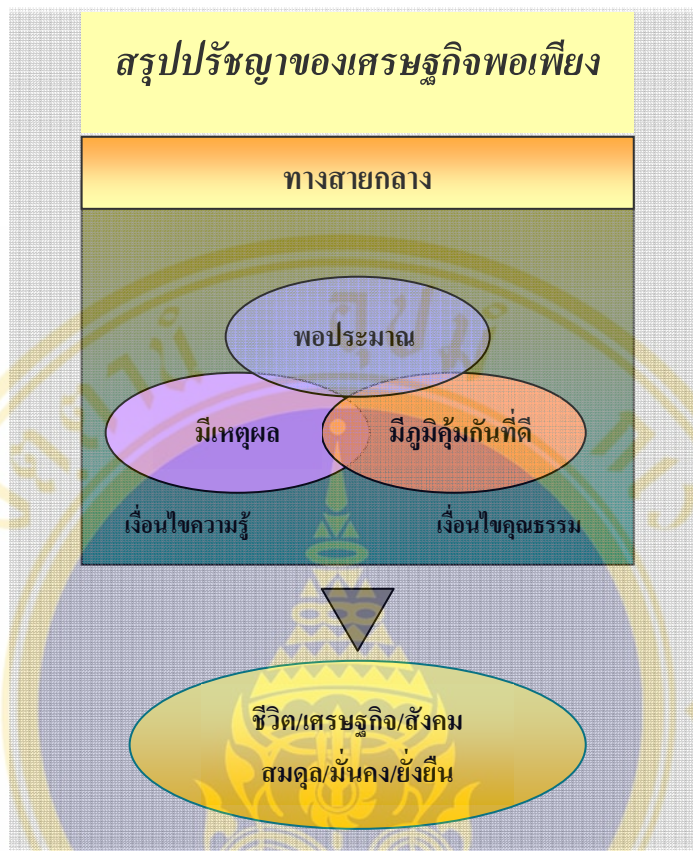 สรุปปรัชญาของเศรษฐกิจพอเพียง
ทางสายกลาง
พอประมาณ
มีเหตุผล
มีภูมิคุ้มกันที่ดี
เงื่อนไขความรู้
เงื่อนไขคุณธรรม
ชีวิต/เศรษฐกิจ/สังคม
สมดุล/มั่นคง/ยั่งยืน